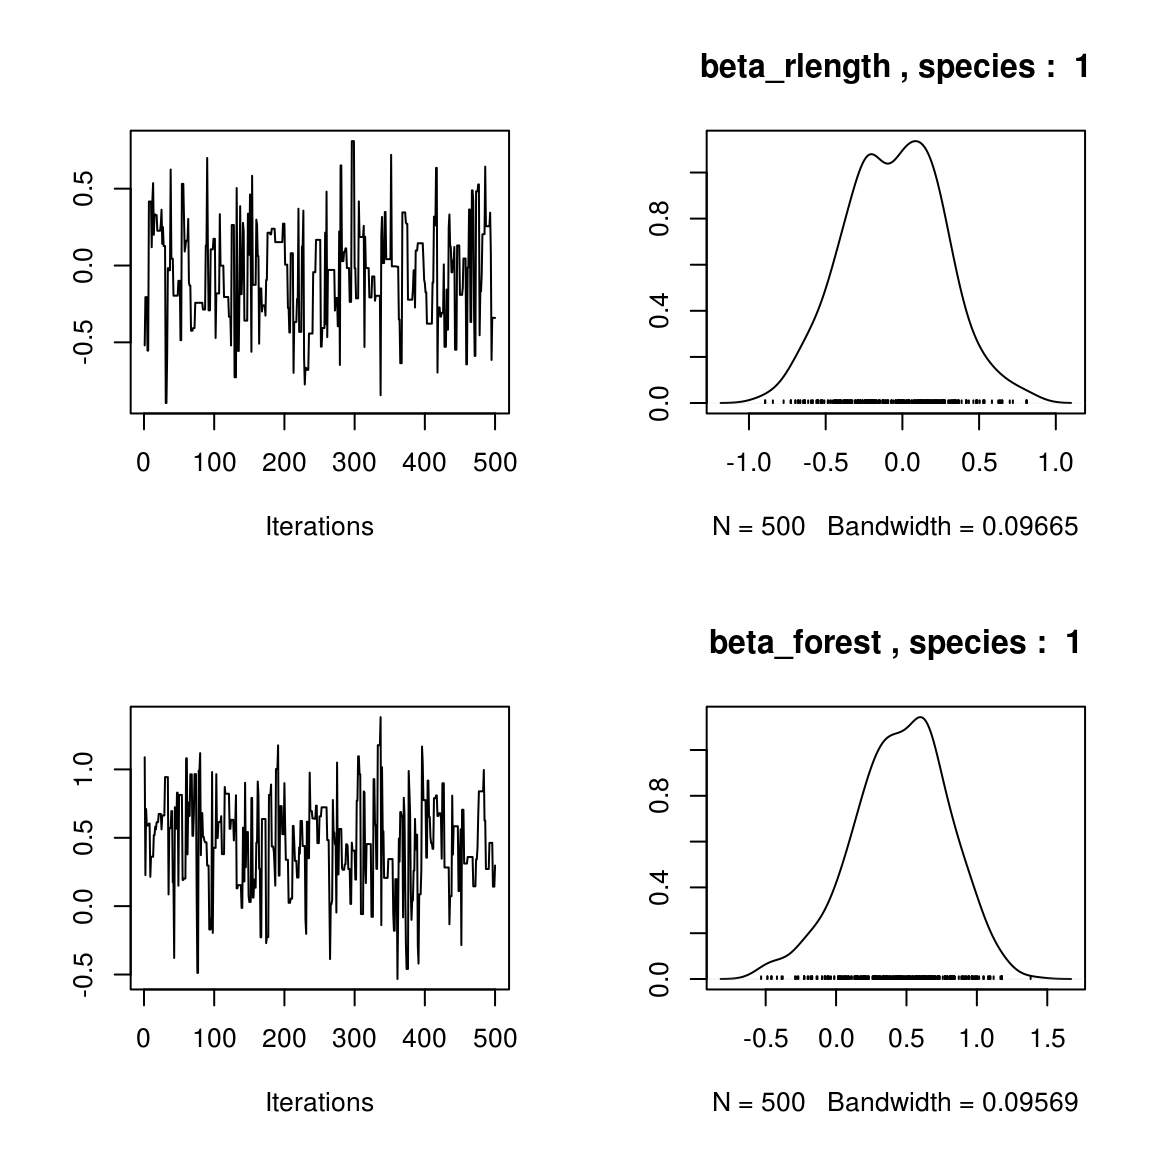 beta_rlength , species :  1
0.5
0.0
-0.5
0 100 200 300 400 500
Iterations
0.8
0.4
0.0
-1.0 -0.5 0.0 0.5 1.0
N = 500   Bandwidth = 0.09665
beta_forest , species :  1
1.0
0.5
0.0
-0.5
0 100 200 300 400 500
Iterations
0.8
0.4
0.0
-0.5 0.0 0.5 1.0 1.5
N = 500   Bandwidth = 0.09569